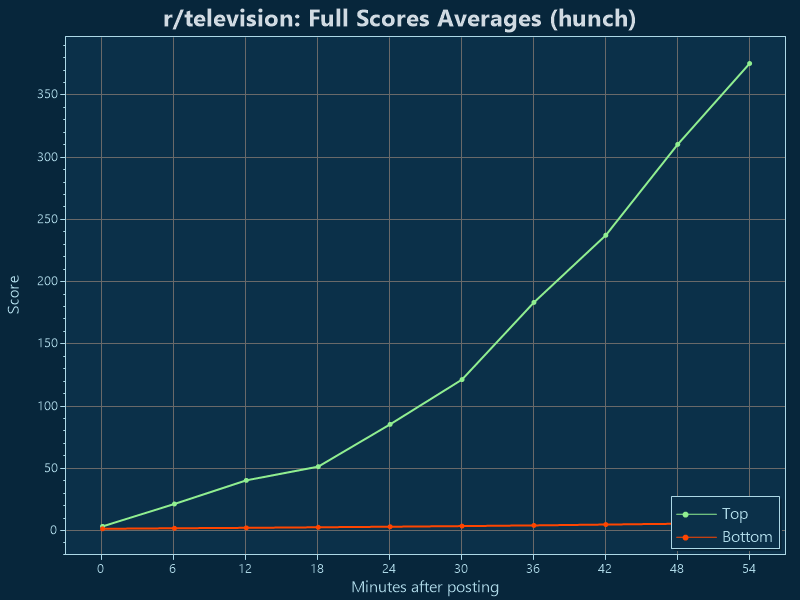 r/television: Full Scores Averages (hunch)
350
300
250
200
150
100
50
0
Score
0 6 12 18 24 30 36 42 48 54
Minutes after posting
Top
Bottom